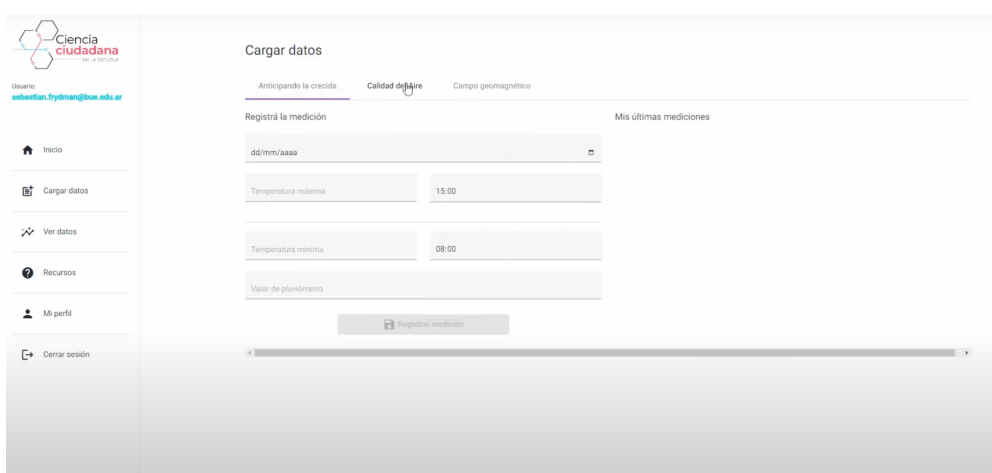 Ciencia
ciudadana
EN LA ESCUELA
Usuario:
sebastian.frydman@bue.edu.ar
Inicio
Cargar datos
Ver datos
Recursos
Mi perfil
Cerrar sesión
Cargar datos
Anticipando la crecida
Calidad del Aire
Campo geomagnético
Registrá la medición
Mis últimas mediciones
dd/mm/aaaa
Temperatura máxima
15:00
Temperatura mínima
08:00
Valor de pluviómetro
Registrar medición